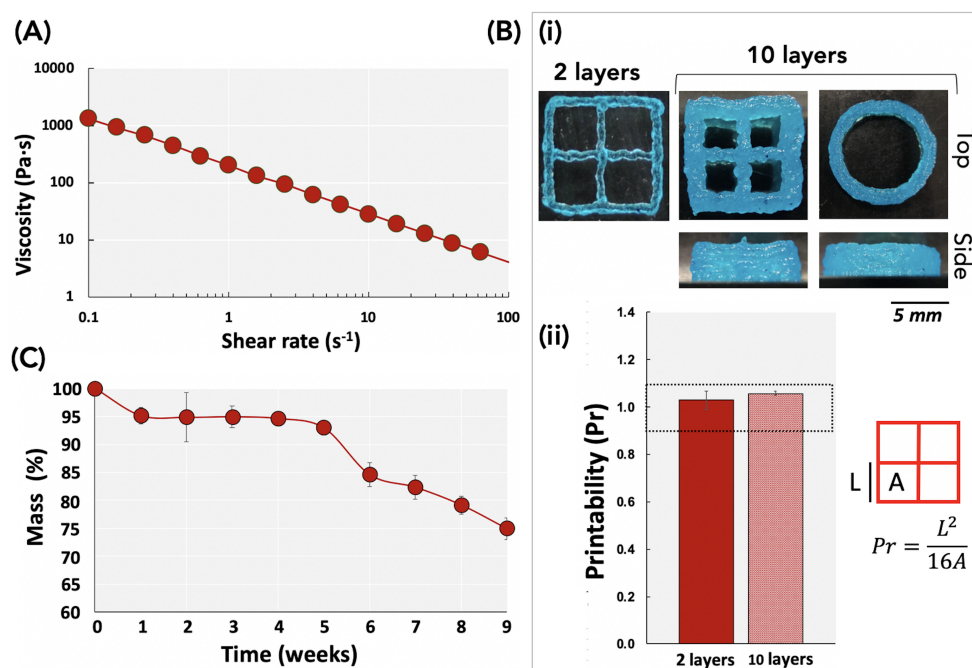 (A)
10000
1000
100
10
1
0.1
1
10
100
Viscosity (Pa·s)
Shear rate (s⁻¹)
(B)
(i)
2 layers
10 layers
Top
Side
5 mm
(ii)
1.4
1.2
1.0
0.8
0.6
0.4
0.2
0.0
Printability (Pr)
2 layers
10 layers
L
A
Pr = L²/16A
(C)
100
95
90
85
80
75
70
65
60
Mass (%)
0
1
2
3
4
5
6
7
8
9
Time (weeks)